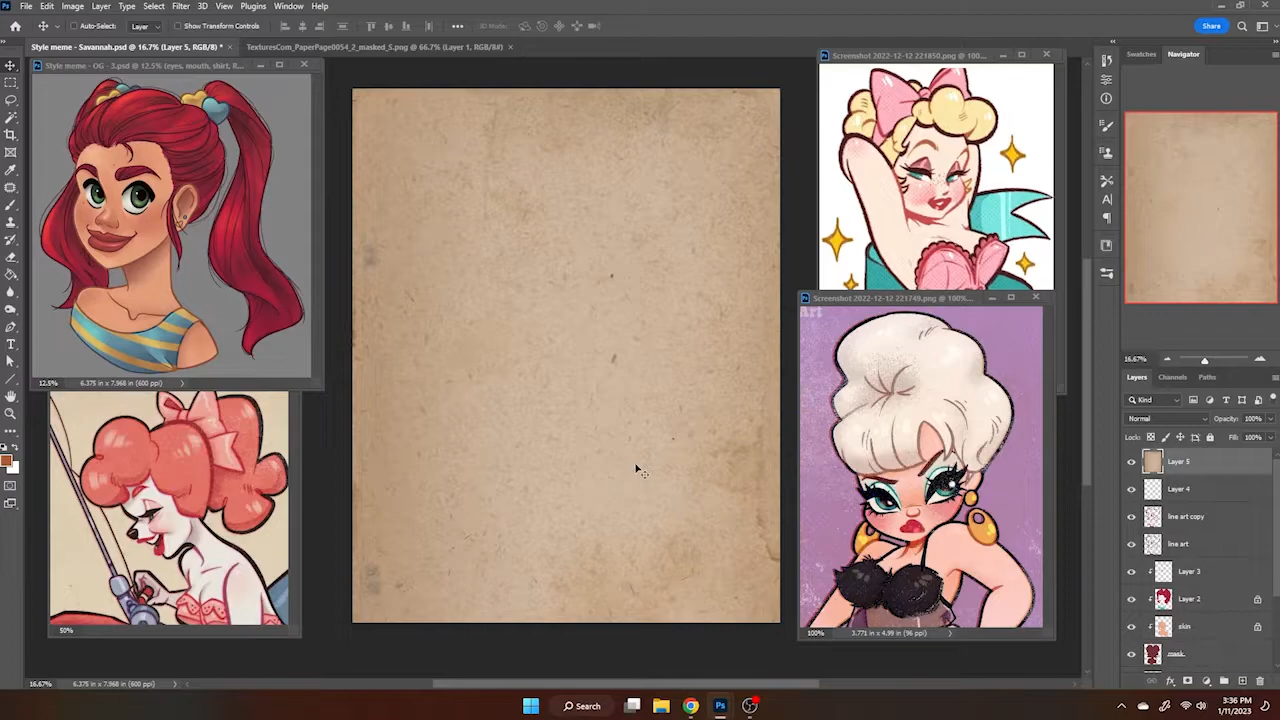 File Edit Image Layer Type Select Filter 3D View Plugins Window Help
Auto-Select: Layer Show Transform Controls 3D Mode: Share
Style meme - Savannah.psd @ 16.7% (Layer 5, RGB/8) * × TexturesCom_PaperPage0054_2_masked_S.png @ 66.7% (Layer 1, RGB/8#) ×
Style meme - OG - 3.psd @ 12.5% (eyes, mouth, shirt, R...
Screenshot 2022-12-12 221850.png @ 100...
Swatches Navigator
Screenshot 2022-12-12 221749.png @ 100%...
art
16.67%
12.5% 6.375 in x 7.968 in (600 ppi)
Layers Channels Paths
Kind
Normal Opacity: 100%
Lock: Fill: 100%
Layer 5
Layer 4
line art copy
line art
Layer 3
Layer 2
skin
mask
50%
100% 3.771 in x 4.99 in (96 ppi)
16.67% 6.375 in x 7.968 in (600 ppi)
Search
3:36 PM
1/11/2023